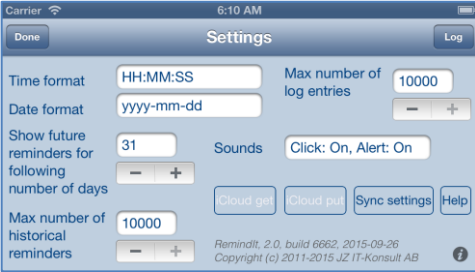 Carrier 6:10 AM
Done Settings Log
Time format HH:MM:SS
Date format yyyy-mm-dd
Max number of
log entries
10000
− +
Show future
reminders for
following
number of days
31
− +
Sounds Click: On, Alert: On
iCloud get iCloud put Sync settings Help
Max number of
historical
reminders
10000
− +
RemindIt, 2.0, build 6662, 2015-09-26
Copyright (c) 2011-2015 JZ IT-Konsult AB
i